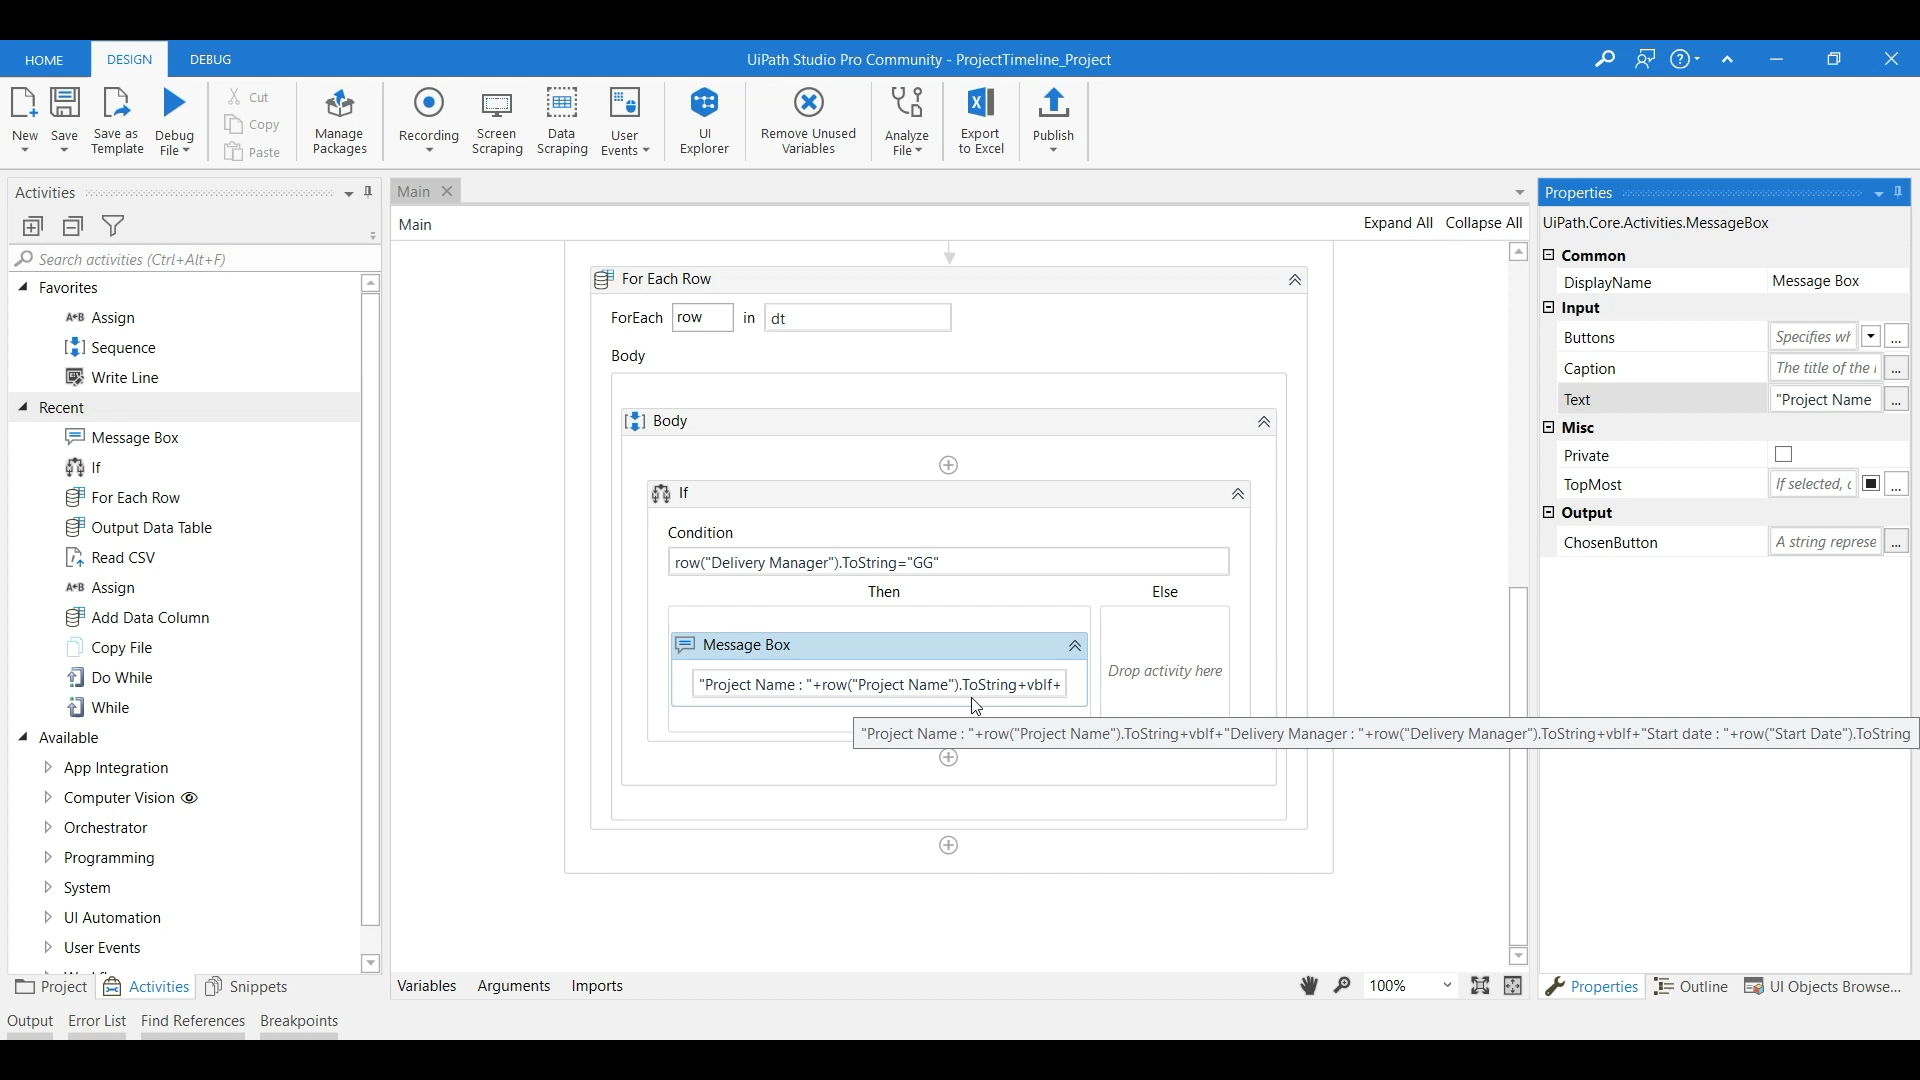 HOME
DESIGN
DEBUG
UiPath Studio Pro Community - ProjectTimeline_Project
New
Save
Save as Template
Debug File
Cut
Copy
Paste
Manage Packages
Recording
Screen Scraping
Data Scraping
User Events
UI Explorer
Remove Unused Variables
Analyze File
Export to Excel
Publish
Activities
Search activities (Ctrl+Alt+F)
Favorites
A+B Assign
Sequence
Write Line
Recent
Message Box
If
For Each Row
Output Data Table
Read CSV
A+B Assign
Add Data Column
Copy File
Do While
While
Available
App Integration
Computer Vision
Orchestrator
Programming
System
UI Automation
User Events
Project
Activities
Snippets
Main
Main
Expand All
Collapse All
For Each Row
ForEach row in dt
Body
Body
If
Condition
row("Delivery Manager").ToString="GG"
Then
Else
Message Box
"Project Name : "+row("Project Name").ToString+vblf+
Drop activity here
"Project Name : "+row("Project Name").ToString+vblf+"Delivery Manager : "+row("Delivery Manager").ToString+vblf+"Start date : "+row("Start Date").ToString
Variables
Arguments
Imports
100%
Properties
UiPath.Core.Activities.MessageBox
Common
DisplayName Message Box
Input
Buttons Specifies wh ...
Caption The title of the ...
Text "Project Name ...
Misc
Private
TopMost If selected, ...
Output
ChosenButton A string represe ...
Properties
Outline
UI Objects Browse...
Output
Error List
Find References
Breakpoints